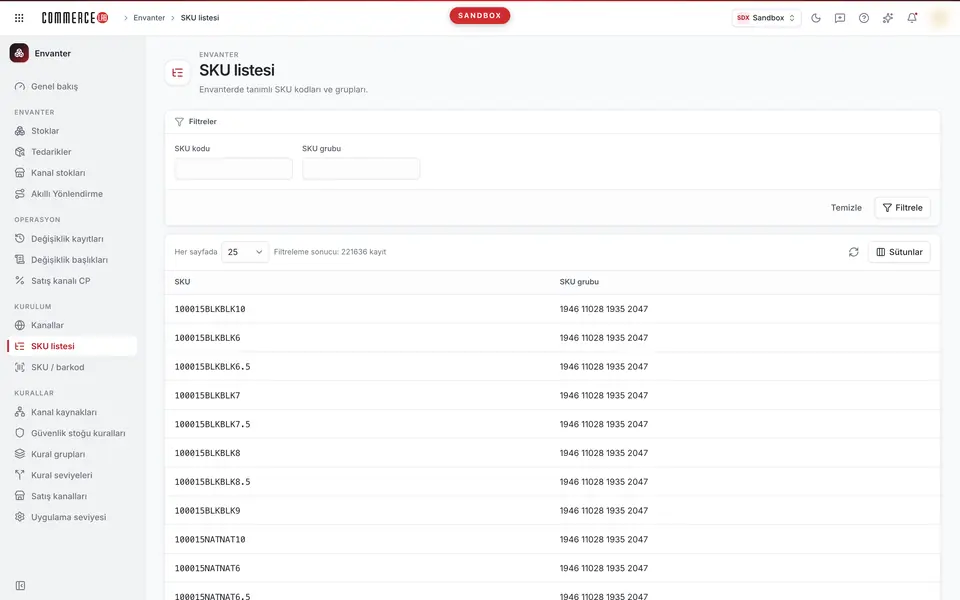 COMMERCE LAB
Envanter
SKU listesi
SANDBOX
SDX Sandbox
Envanter
Genel bakış
ENVANTER
Stoklar
Tedarikler
Kanal stokları
Akıllı Yönlendirme
OPERASYON
Değişiklik kayıtları
Değişiklik başlıkları
Satış kanalı CP
KURULUM
Kanallar
SKU listesi
SKU / barkod
KURALLAR
Kanal kaynakları
Güvenlik stoğu kuralları
Kural grupları
Kural seviyeleri
Satış kanalları
Uygulama seviyesi
ENVANTER
SKU listesi
Envanterde tanımlı SKU kodları ve grupları.
Filtreler
SKU kodu
SKU grubu
Temizle
Filtrele
Her sayfada 25 Filtreleme sonucu: 221636 kayıt
Sütunlar
SKU SKU grubu
100015BLKBLK10 1946 11028 1935 2047
100015BLKBLK6 1946 11028 1935 2047
100015BLKBLK6.5 1946 11028 1935 2047
100015BLKBLK7 1946 11028 1935 2047
100015BLKBLK7.5 1946 11028 1935 2047
100015BLKBLK8 1946 11028 1935 2047
100015BLKBLK8.5 1946 11028 1935 2047
100015BLKBLK9 1946 11028 1935 2047
100015NATNAT10 1946 11028 1935 2047
100015NATNAT6 1946 11028 1935 2047
100015NATNAT6.5 1946 11028 1935 2047